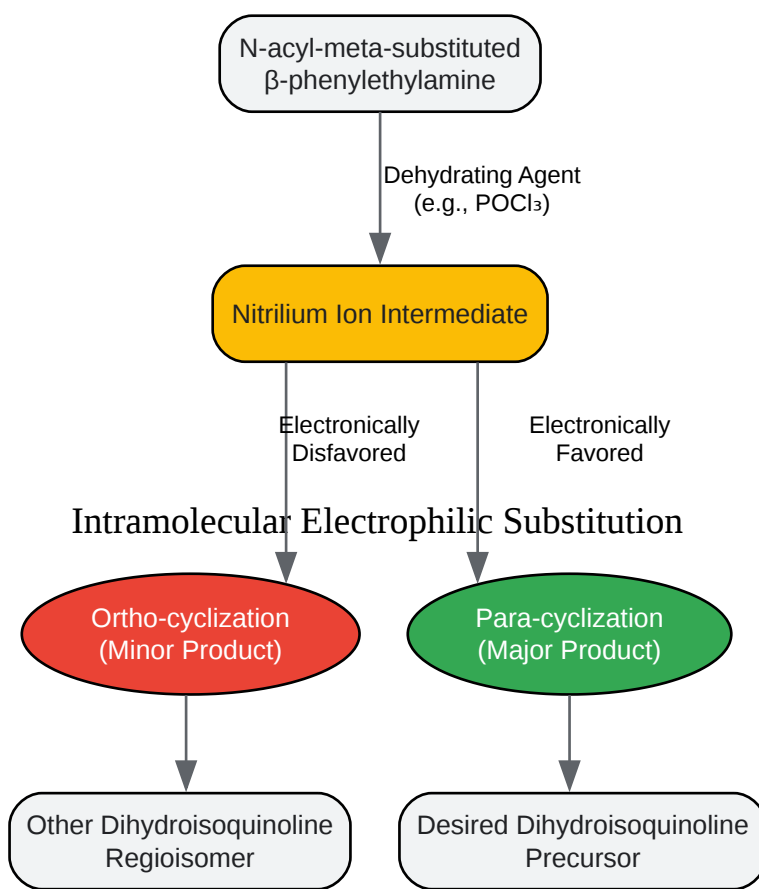 N-acyl-meta-substituted
β-phenylethylamine
Dehydrating Agent
(e.g., POCl₃)
Nitrilium Ion Intermediate
Electronically
Disfavored
Electronically
Favored
Intramolecular Electrophilic Substitution
Ortho-cyclization
(Minor Product)
Para-cyclization
(Major Product)
Other Dihydroisoquinoline
Regioisomer
Desired Dihydroisoquinoline
Precursor